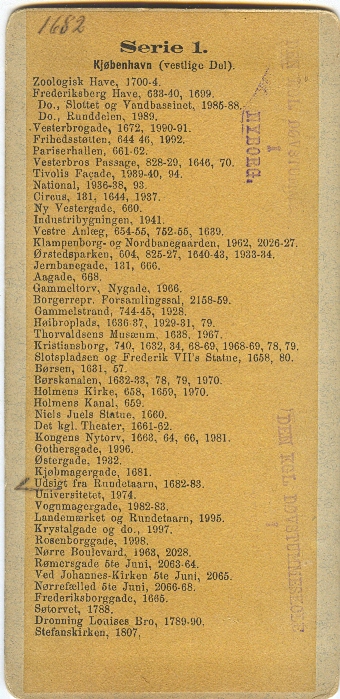 1682
Serie 1.
Kjøbenhavn (vestlige Del).
Zoologisk Have, 1700-4.
Frederiksberg Have, 633-40, 1699.
Do., Slottet og Vandbassinet, 1985-88.
Do., Runddelen, 1989.
Vesterbrogade, 1672, 1990-91.
Frihedsstøtten, 644 46, 1992.
Pariserhallen, 661-62.
Vesterbros Passage, 828-29, 1646, 70.
Tivolis Façade, 1939-40, 94.
National, 1936-38, 93.
Circus, 131, 1644, 1937.
Ny Vestergade, 660.
Industribygningen, 1941.
Vestre Anlæg, 654-55, 752-55, 1639.
Klampenborg- og Nordbanegaarden, 1962, 2026-27.
Ørstedsparken, 604, 825-27, 1640-43, 1933-34.
Jernbanegade, 131, 666.
Aagade, 668.
Gammeltorv, Nygade, 1966.
Borgerrepr. Forsamlingssal, 2158-59.
Gammelstrand, 744-45, 1928.
Høibroplads, 1636-37, 1929-31, 79.
Thorvaldsens Musæum, 1638, 1967.
Kristiansborg, 740, 1632, 34, 68-69, 1968-69, 78, 79.
Slotspladsen og Frederik VII's Statue, 1658, 80.
Børsen, 1631, 57.
Børskanalen, 1632-33, 78, 79, 1970.
Holmens Kirke, 658, 1659, 1970.
Holmens Kanal, 659.
Niels Juels Statue, 1660.
Det kgl. Theater, 1661-62.
Kongens Nytorv, 1663, 64, 66, 1981.
Gothersgade, 1996.
Østergade, 1932.
Kjøbmagergade, 1681.
Udsigt fra Rundetaarn, 1682-83.
Universitetet, 1974.
Vognmagergade, 1982-83.
Landemærket og Rundetaarn, 1995.
Krystalgade og do., 1997.
Rosenborggade, 1998.
Nørre Boulevard, 1963, 2028.
Rømersgade 5te Juni, 2063-64.
Ved Johannes-Kirken 5te Juni, 2065.
Nørrefælled 5te Juni, 2066-68.
Frederiksborggade, 1665.
Søtorvet, 1788.
Dronning Louises Bro, 1789-90.
Stefanskirken, 1807.
NYBORG.